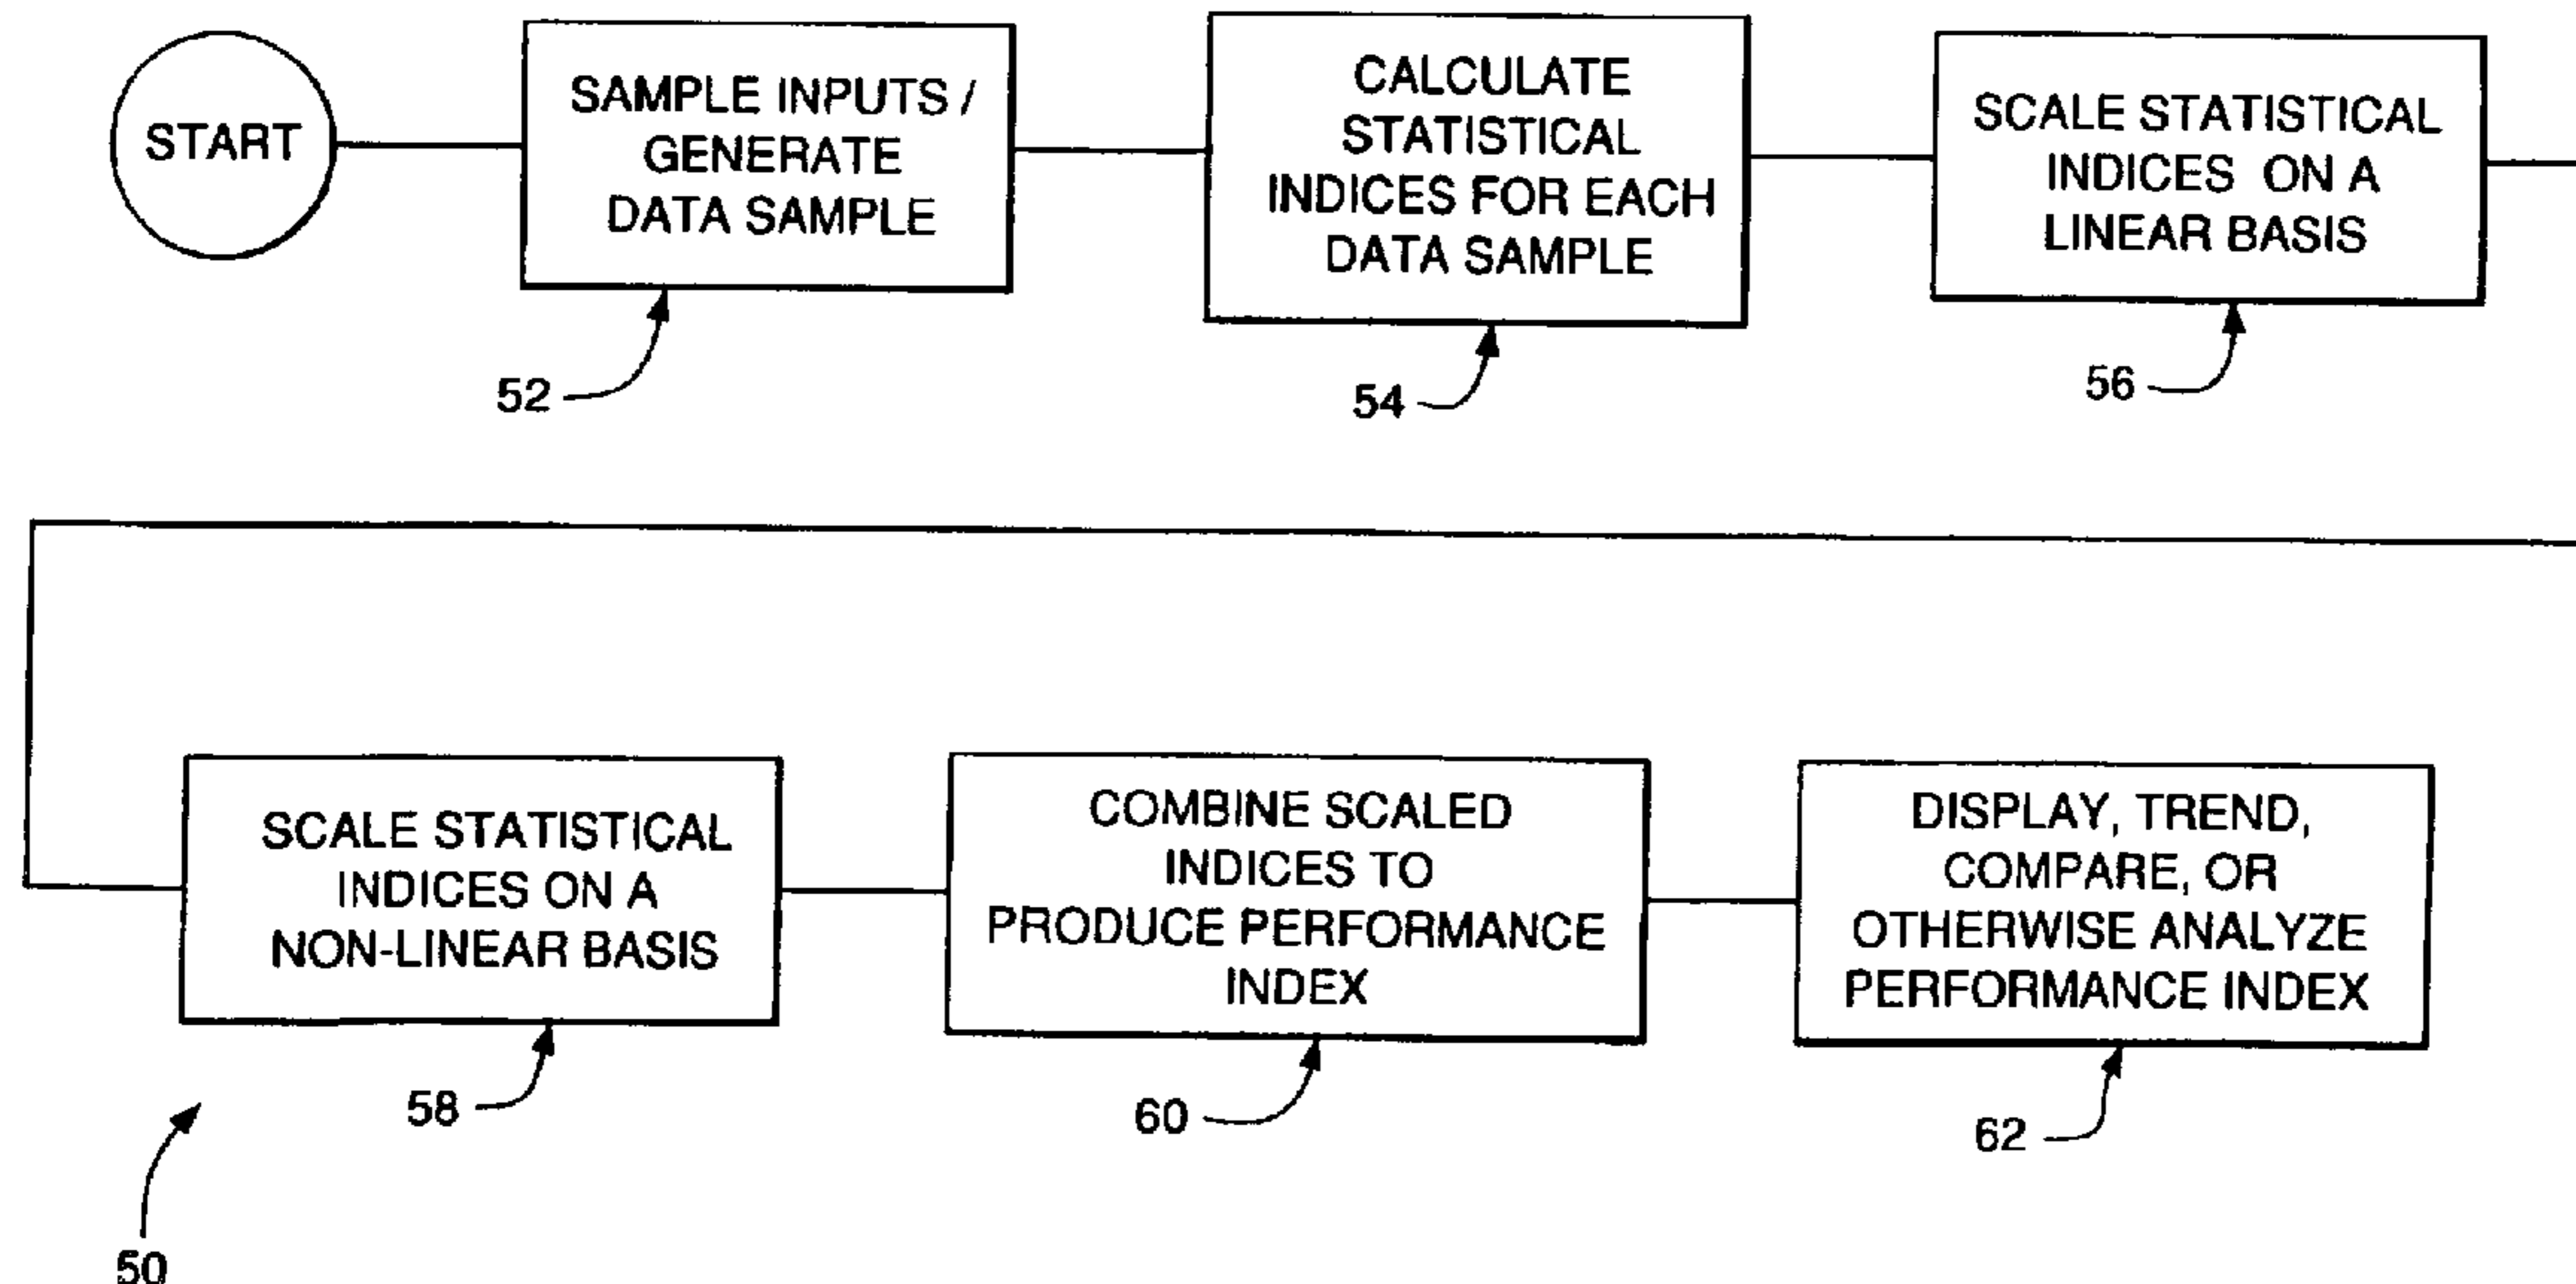 START
SAMPLE INPUTS /
GENERATE
DATA SAMPLE
52
CALCULATE
STATISTICAL
INDICES FOR EACH
DATA SAMPLE
54
SCALE STATISTICAL
INDICES ON A
LINEAR BASIS
56
SCALE STATISTICAL
INDICES ON A
NON-LINEAR BASIS
58
COMBINE SCALED
INDICES TO
PRODUCE PERFORMANCE
INDEX
60
DISPLAY, TREND,
COMPARE, OR
OTHERWISE ANALYZE
PERFORMANCE INDEX
62
50